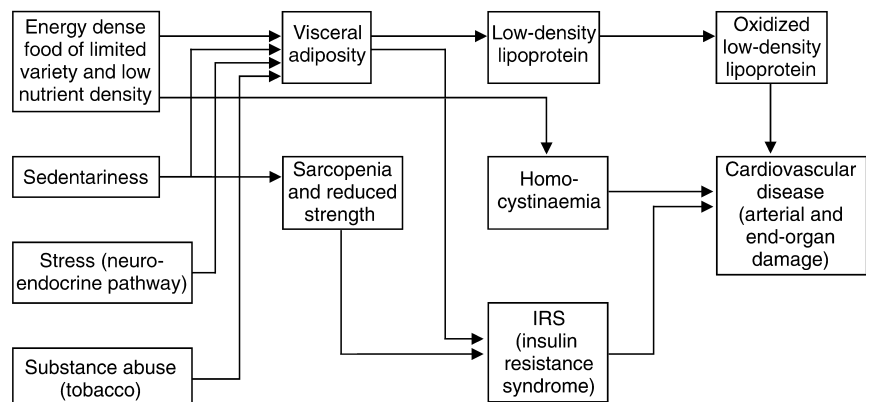 Energy dense
food of limited
variety and low
nutrient density
Visceral
adiposity
Low-density
lipoprotein
Oxidized
low-density
lipoprotein
Sedentariness
Sarcopenia
and reduced
strength
Homo-
cystinaemia
Cardiovascular
disease
(arterial and
end-organ
damage)
Stress (neuro-
endocrine pathway)
IRS
(insulin
resistance
syndrome)
Substance abuse
(tobacco)